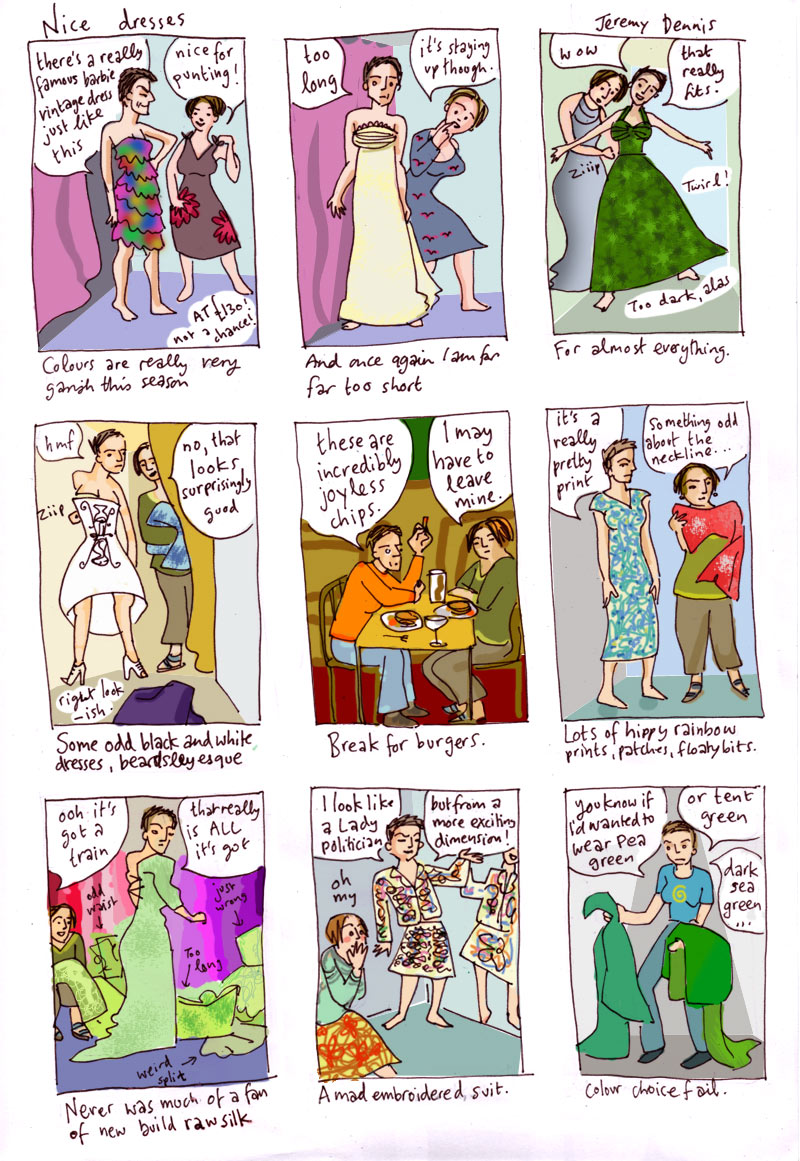 Nice dresses
Jeremy Dennis
there's a really
famous barbie
vintage dress
just like
this
nice for
punting!
AT £130!
not a chance!
Colours are really very
garish this season
too
long
it's staying
up though.
And once again I am far
far too short
wow
that
really
fits.
Ziiip
Twirl!
Too dark, alas
For almost everything.
hmf
no, that
looks
surprisingly
good
Ziip
right look
-ish.
Some odd black and white
dresses, beardsleyesque
these are
incredibly
joyless
chips.
I may
have to
leave
mine.
Break for burgers.
it's a
really
pretty
print
Something odd
about the
neckline...
Lots of hippy rainbow
prints, patches, floaty bits.
ooh it's
got a
train
that really
is ALL
it's got
odd
waist
just
wrong
Too
long
weird
split
Never was much of a fan
of new build raw silk
I look like
a Lady
politician
but from a
more exciting
dimension!
oh
my
A mad embroidered suit.
you know if
I'd wanted to
wear Pea
green
or tent
green
dark
sea
green
...
Colour choice fail.